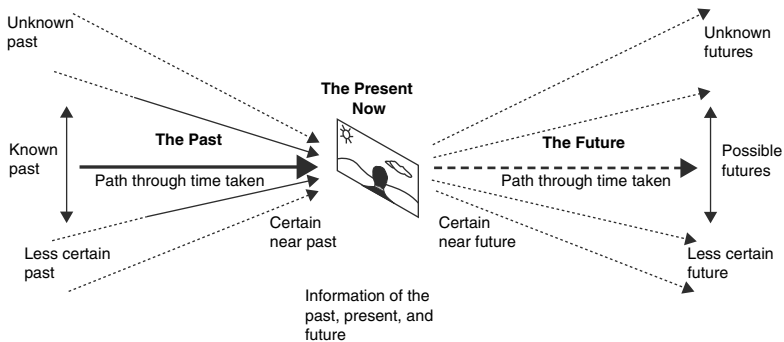 Unknown
past
Known
past
Less certain
past
The Past
Path through time taken
Certain
near past
The Present
Now
Information of the
past, present, and
future
The Future
Path through time taken
Certain
near future
Unknown
futures
Possible
futures
Less certain
future